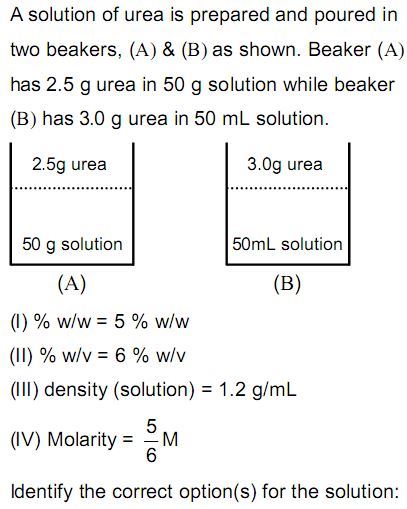 A solution of urea is prepared and poured in
two beakers, (A) & (B) as shown. Beaker (A)
has 2.5 g urea in 50 g solution while beaker
(B) has 3.0 g urea in 50 mL solution.
2.5g urea 3.0g urea
50 g solution 50mL solution
(A) (B)
(I) % w/w = 5 % w/w
(II) % w/v = 6 % w/v
(III) density (solution) = 1.2 g/mL
(IV) Molarity = 5/6 M
Identify the correct option(s) for the solution: